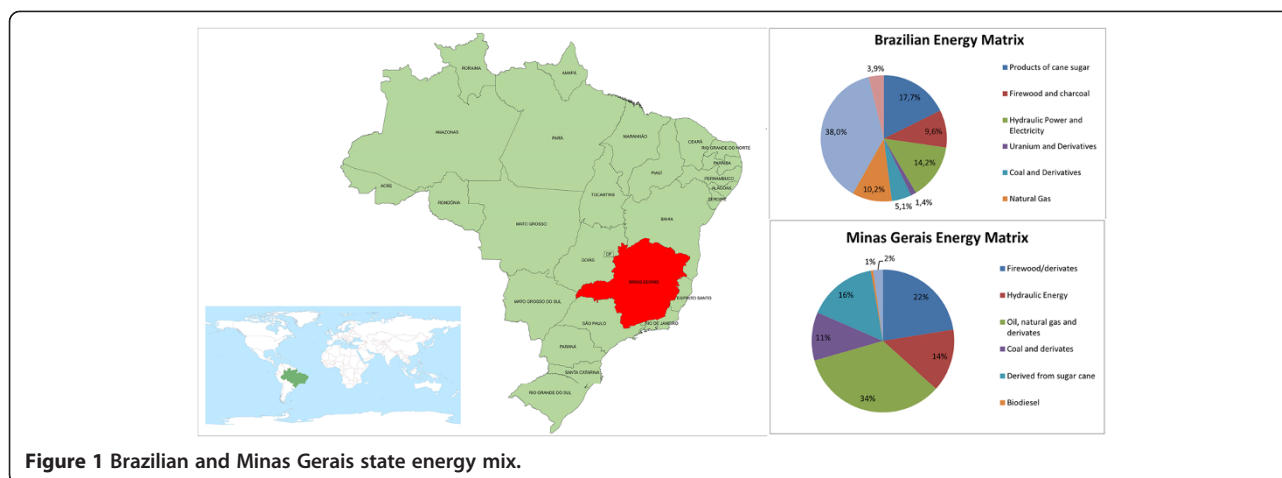 RORAIMA
AMAPÁ
AMAZONAS
PARÁ
MARANHÃO
CEARÁ
RIO GRANDE DO NORTE
PARAÍBA
PERNAMBUCO
ALAGOAS
SERGIPE
PIAUÍ
ACRE
RONDÔNIA
TOCANTINS
MATO GROSSO
BAHIA
GOIÁS
DF
MINAS GERAIS
ESPÍRITO SANTO
MATO GROSSO DO SUL
SÃO PAULO
RIO DE JANEIRO
PARANÁ
SANTA CATARINA
RIO GRANDE DO SUL
Brazilian Energy Matrix
3,9%
17,7%
9,6%
14,2%
1,4%
5,1%
10,2%
38,0%
Products of cane sugar
Firewood and charcoal
Hydraulic Power and
Electricity
Uranium and Derivatives
Coal and Derivatives
Natural Gas
Minas Gerais Energy Matrix
1%
2%
22%
14%
34%
11%
16%
Firewood/derivates
Hydraulic Energy
Oil, natural gas and
derivates
Coal and derivates
Derived from sugar cane
Biodiesel
Figure 1 Brazilian and Minas Gerais state energy mix.